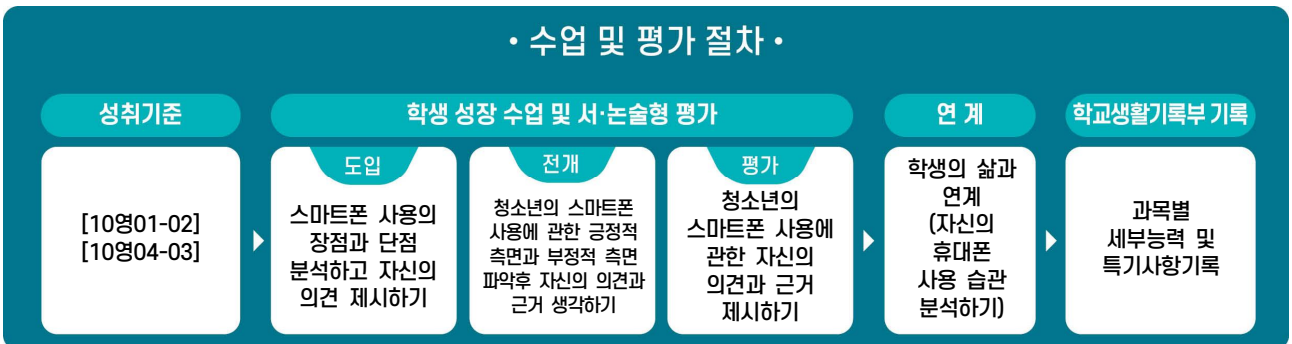 • 수업 및 평가 절차 •
성취기준
[10영01-02]
[10영04-03]
학생 성장 수업 및 서·논술형 평가
도입
스마트폰 사용의
장점과 단점
분석하고 자신의
의견 제시하기
전개
청소년의 스마트폰
사용에 관한 긍정적
측면과 부정적 측면
파악후 자신의 의견과
근거 생각하기
평가
청소년의
스마트폰 사용에
관한 자신의
의견과 근거
제시하기
연 계
학생의 삶과
연계
(자신의
휴대폰
사용 습관
분석하기)
학교생활기록부 기록
과목별
세부능력 및
특기사항기록